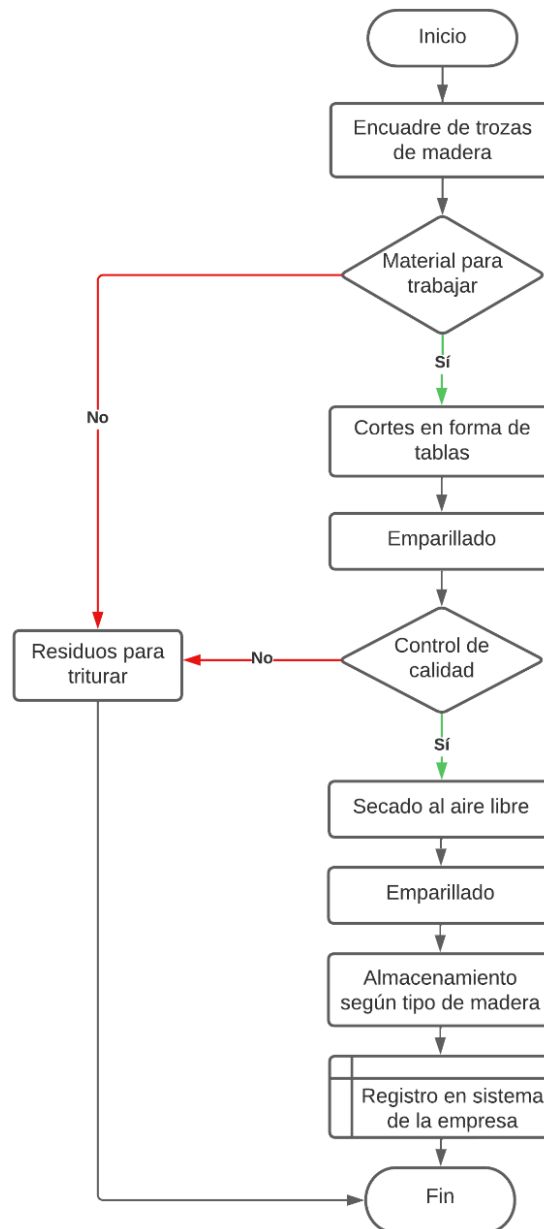 Inicio
Encuadre de trozas
de madera
Material para
trabajar
Sí
No
Cortes en forma de
tablas
Emparillado
Control de
calidad
No
Residuos para
triturar
Sí
Secado al aire libre
Emparillado
Almacenamiento
según tipo de madera
Registro en sistema
de la empresa
Fin